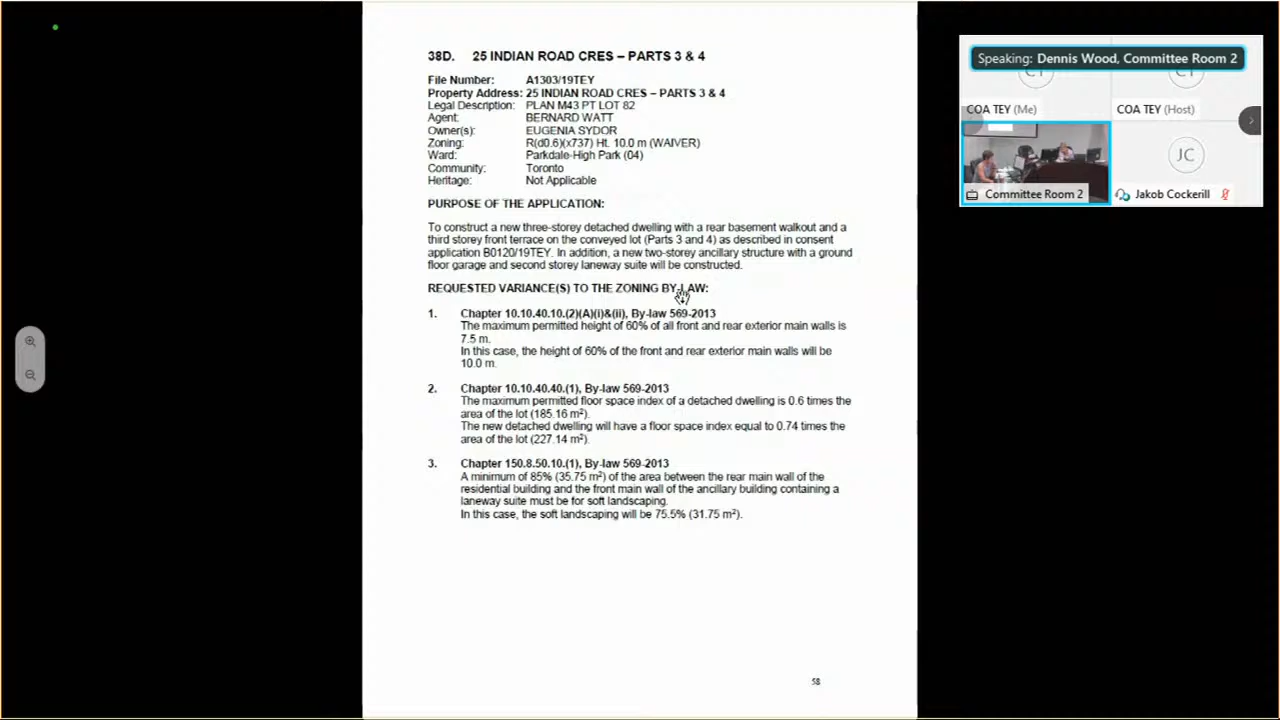 38D. 25 INDIAN ROAD CRES – PARTS 3 & 4
File Number: A1303/19TEY
Property Address: 25 INDIAN ROAD CRES – PARTS 3 & 4
Legal Description: PLAN M43 PT LOT 82
Agent: BERNARD WATT
Owner(s): EUGENIA SYDOR
Zoning: R(d0.6)(x737) Ht. 10.0 m (WAIVER)
Ward: Parkdale-High Park (04)
Community: Toronto
Heritage: Not Applicable
PURPOSE OF THE APPLICATION:
To construct a new three-storey detached dwelling with a rear basement walkout and a
third storey front terrace on the conveyed lot (Parts 3 and 4) as described in consent
application B0120/19TEY. In addition, a new two-storey ancillary structure with a ground
floor garage and second storey laneway suite will be constructed.
REQUESTED VARIANCE(S) TO THE ZONING BY-LAW:
1. Chapter 10.10.40.10.(2)(A)(i)&(ii), By-law 569-2013
The maximum permitted height of 60% of all front and rear exterior main walls is
7.5 m.
In this case, the height of 60% of the front and rear exterior main walls will be
10.0 m.
2. Chapter 10.10.40.40.(1), By-law 569-2013
The maximum permitted floor space index of a detached dwelling is 0.6 times the
area of the lot (185.16 m²).
The new detached dwelling will have a floor space index equal to 0.74 times the
area of the lot (227.14 m²).
3. Chapter 150.8.50.10.(1), By-law 569-2013
A minimum of 85% (35.75 m²) of the area between the rear main wall of the
residential building and the front main wall of the ancillary building containing a
laneway suite must be for soft landscaping.
In this case, the soft landscaping will be 75.5% (31.75 m²).
58
Speaking: Dennis Wood, Committee Room 2
COA TEY (Me)
COA TEY (Host)
Committee Room 2
JC
Jakob Cockerill